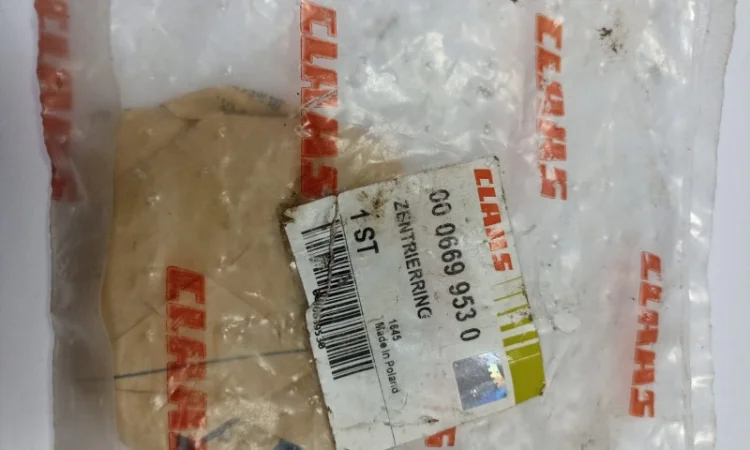 CLAAS
CLAAS
CLAAS
CLAAS
CLAAS
CLAAS
00 0669 953 0
ZENTRIERRING
1 ST
1645
Made in Poland